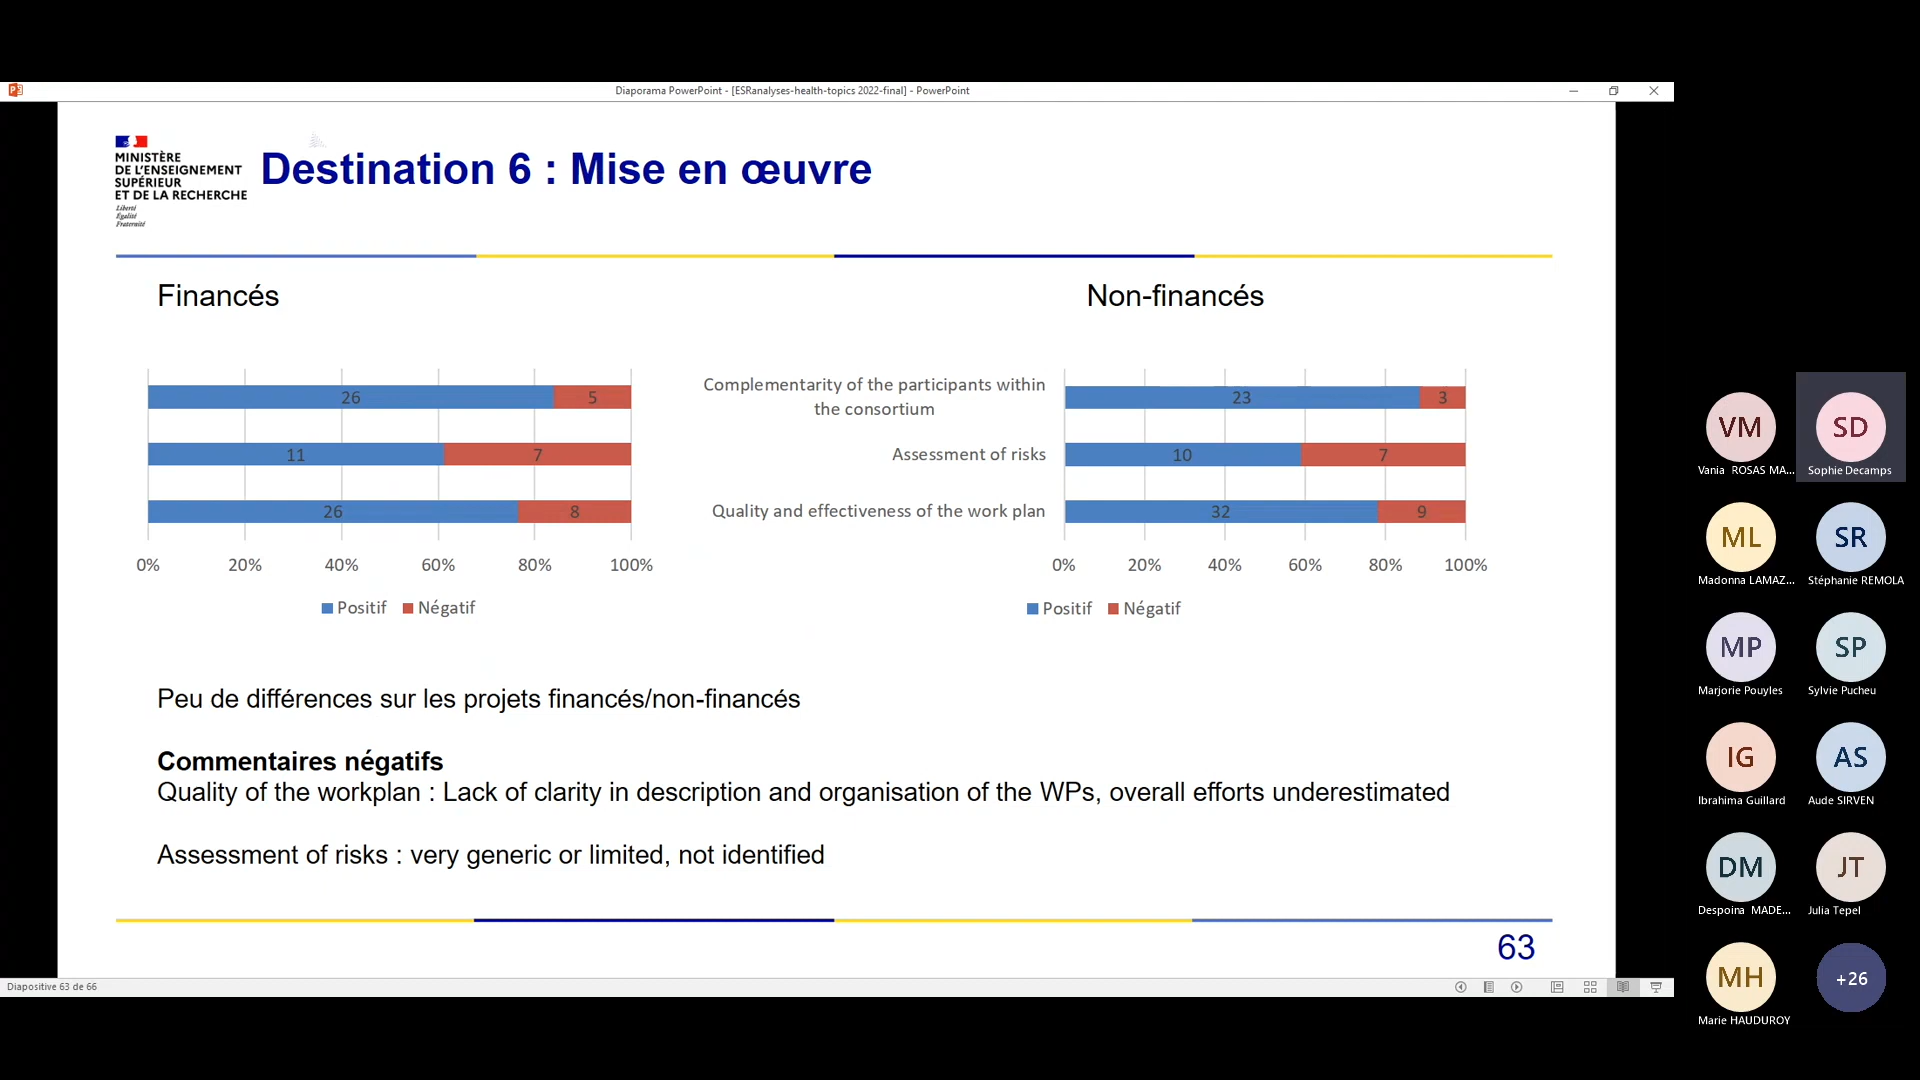 Diaporama PowerPoint - [ESRanalyses-health-topics 2022-final] - PowerPoint
MINISTÈRE
DE L'ENSEIGNEMENT
SUPÉRIEUR
ET DE LA RECHERCHE
Liberté
Égalité
Fraternité
Destination 6 : Mise en œuvre
Financés
Non-financés
26 5
11 7
26 8
0% 20% 40% 60% 80% 100%
Positif Négatif
Complementarity of the participants within
the consortium
23 3
Assessment of risks
10 7
Quality and effectiveness of the work plan
32 9
0% 20% 40% 60% 80% 100%
Positif Négatif
Peu de différences sur les projets financés/non-financés
Commentaires négatifs
Quality of the workplan : Lack of clarity in description and organisation of the WPs, overall efforts underestimated
Assessment of risks : very generic or limited, not identified
63
Diapositive 63 de 66
VM
Vania ROSAS MA...
SD
Sophie Decamps
ML
Madonna LAMAZ...
SR
Stéphanie REMOLA
MP
Marjorie Pouyles
SP
Sylvie Pucheu
IG
Ibrahima Guillard
AS
Aude SIRVEN
DM
Despoina MADE...
JT
Julia Tepel
MH
Marie HAUDUROY
+26